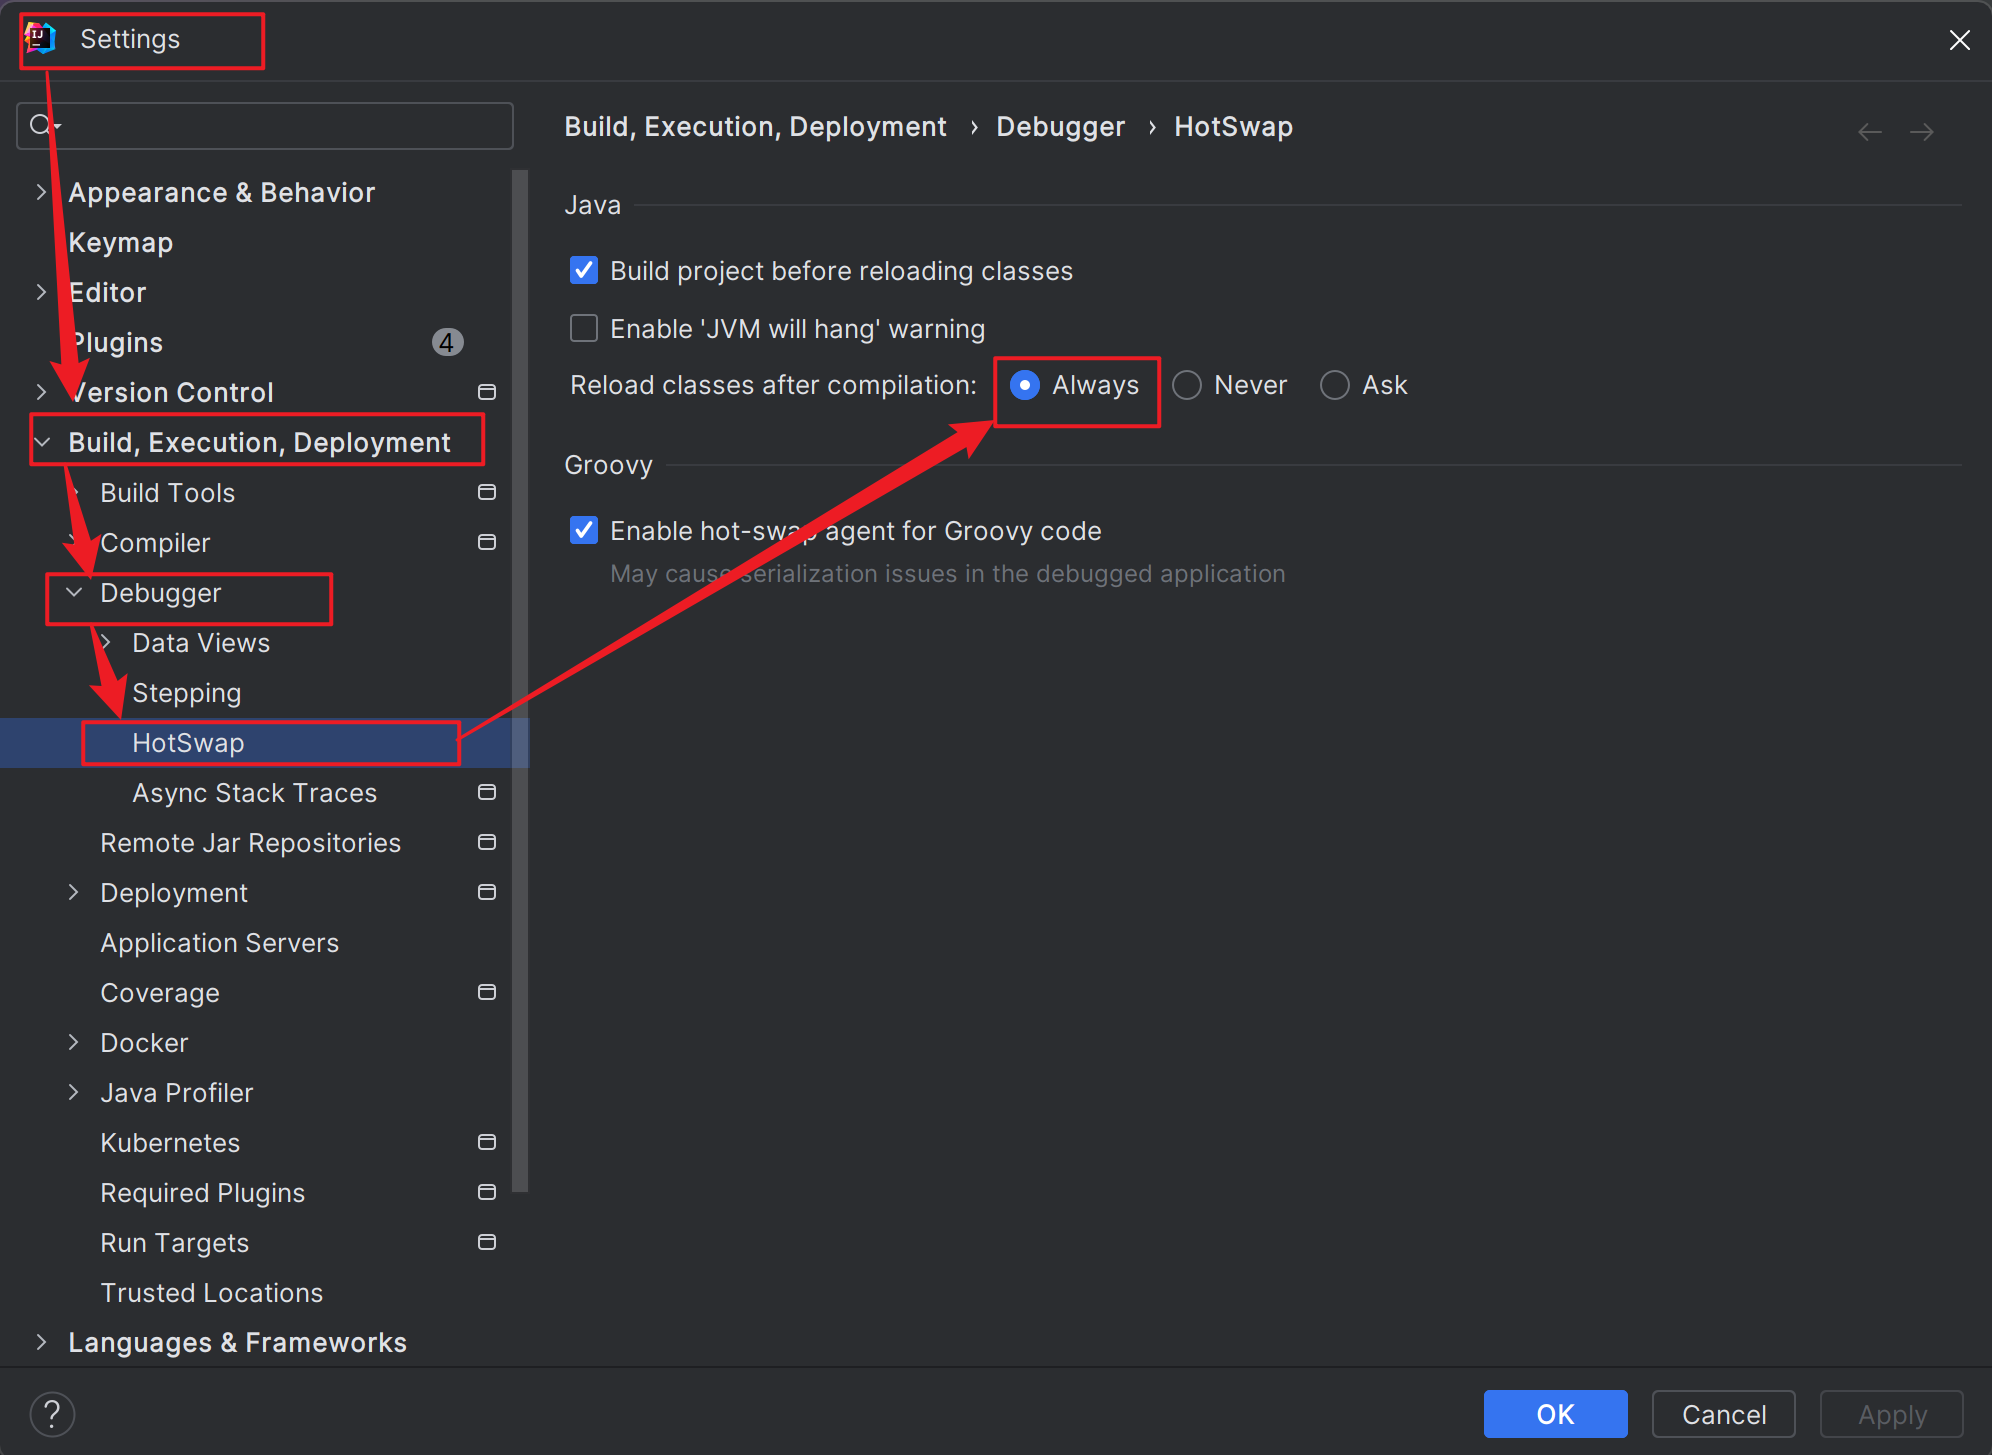 Settings
Build, Execution, Deployment › Debugger › HotSwap
Appearance & Behavior
Keymap
Editor
Plugins 4
Version Control
Build, Execution, Deployment
Build Tools
Compiler
Debugger
Data Views
Stepping
HotSwap
Async Stack Traces
Remote Jar Repositories
Deployment
Application Servers
Coverage
Docker
Java Profiler
Kubernetes
Required Plugins
Run Targets
Trusted Locations
Languages & Frameworks
Java
Build project before reloading classes
Enable 'JVM will hang' warning
Reload classes after compilation: Always Never Ask
Groovy
Enable hot-swap agent for Groovy code
May cause serialization issues in the debugged application
? OK Cancel Apply